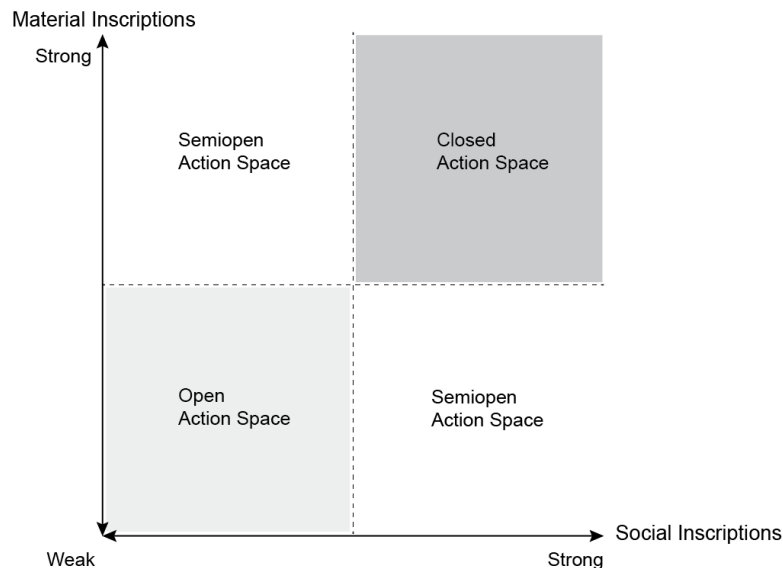 Material Inscriptions
Strong
Semiopen
Action Space
Closed
Action Space
Open
Action Space
Semiopen
Action Space
Social Inscriptions
Weak
Strong